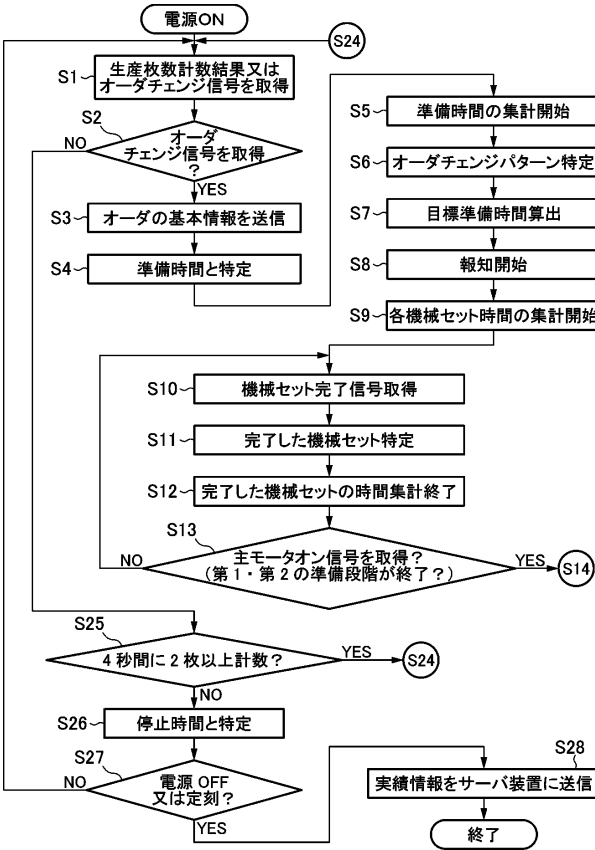 電源ON
S24
S1
生産枚数計数結果又は
オーダチェンジ信号を取得
S2
オーダ
チェンジ信号を取得
?
NO
YES
S3
オーダの基本情報を送信
S4
準備時間と特定
S5
準備時間の集計開始
S6
オーダチェンジパターン特定
S7
目標準備時間算出
S8
報知開始
S9
各機械セット時間の集計開始
S10
機械セット完了信号取得
S11
完了した機械セット特定
S12
完了した機械セットの時間集計終了
S13
主モータオン信号を取得?
(第1・第2の準備段階が終了?)
NO
YES
S14
S25
4秒間に2枚以上計数?
YES
S24
NO
S26
停止時間と特定
S27
電源 OFF
又は定刻?
NO
YES
S28
実績情報をサーバ装置に送信
終了